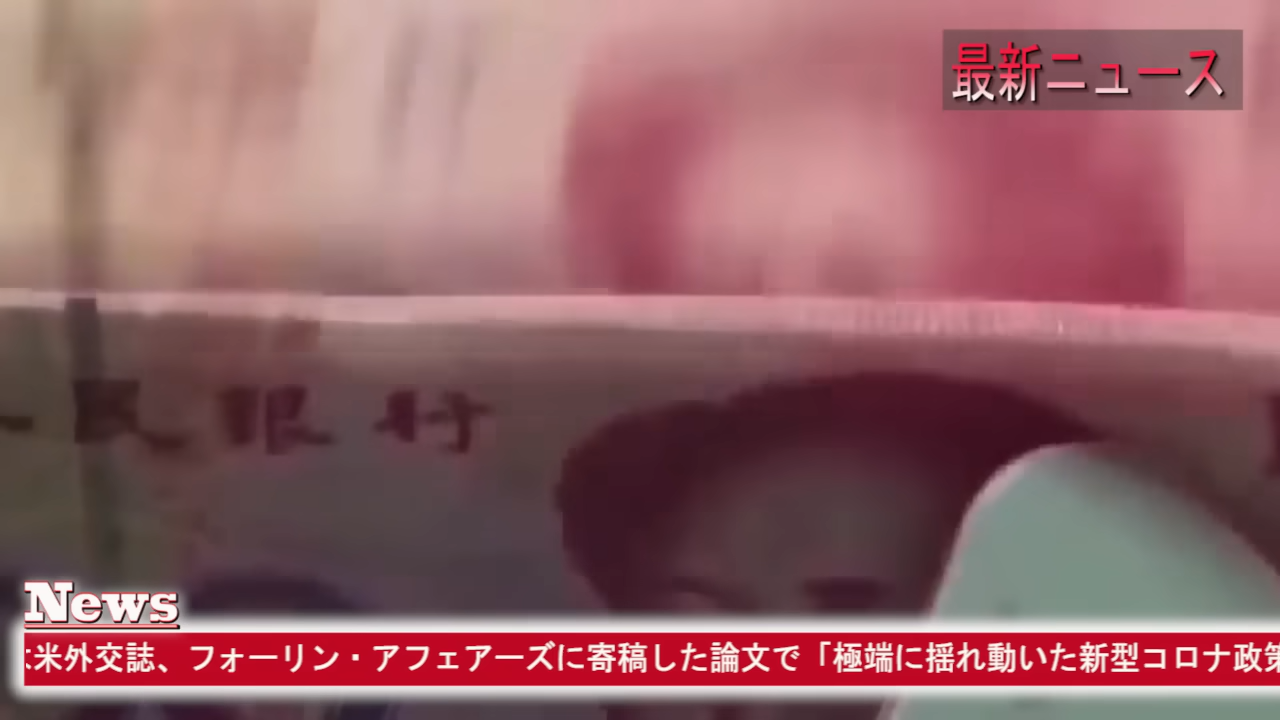 最新ニュース
民银行
News
米外交誌、フォーリン・アフェアーズに寄稿した論文で「極端に揺れ動いた新型コロナ政策